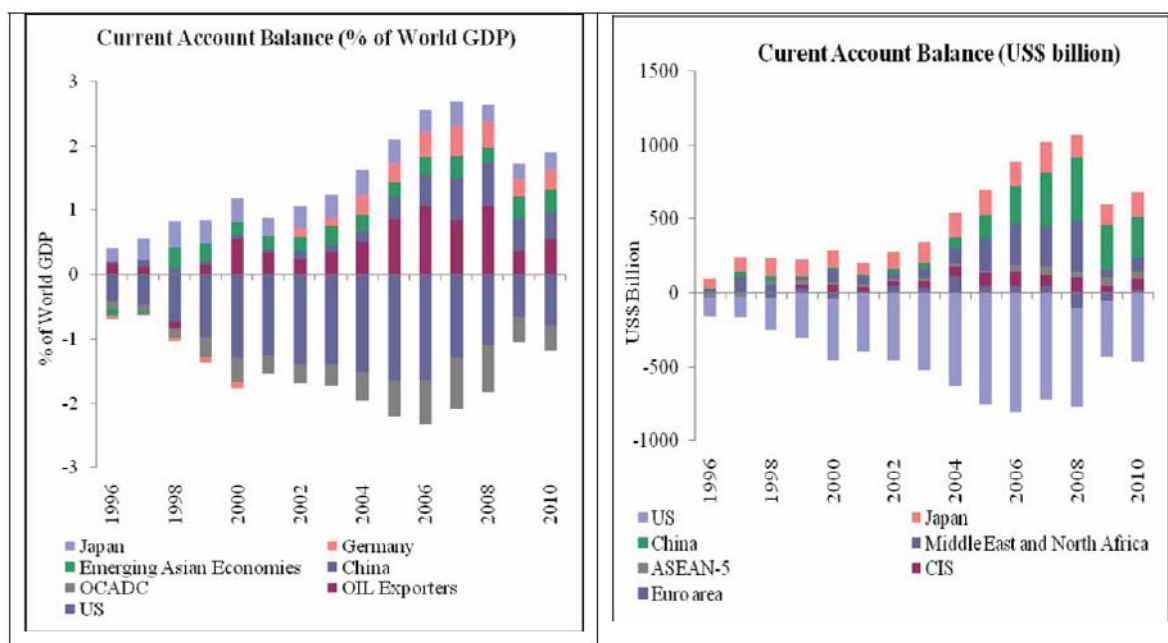 Current Account Balance (% of World GDP)
3
2
1
0
-1
-2
-3
% of World GDP
1996
1998
2000
2002
2004
2006
2008
2010
Japan
Germany
Emerging Asian Economies
China
OCADC
OIL Exporters
US
Curent Account Balance (US$ billion)
1500
1000
500
0
-500
-1000
US$ Billion
1996
1998
2000
2002
2004
2006
2008
2010
US
Japan
China
Middle East and North Africa
ASEAN-5
CIS
Euro area